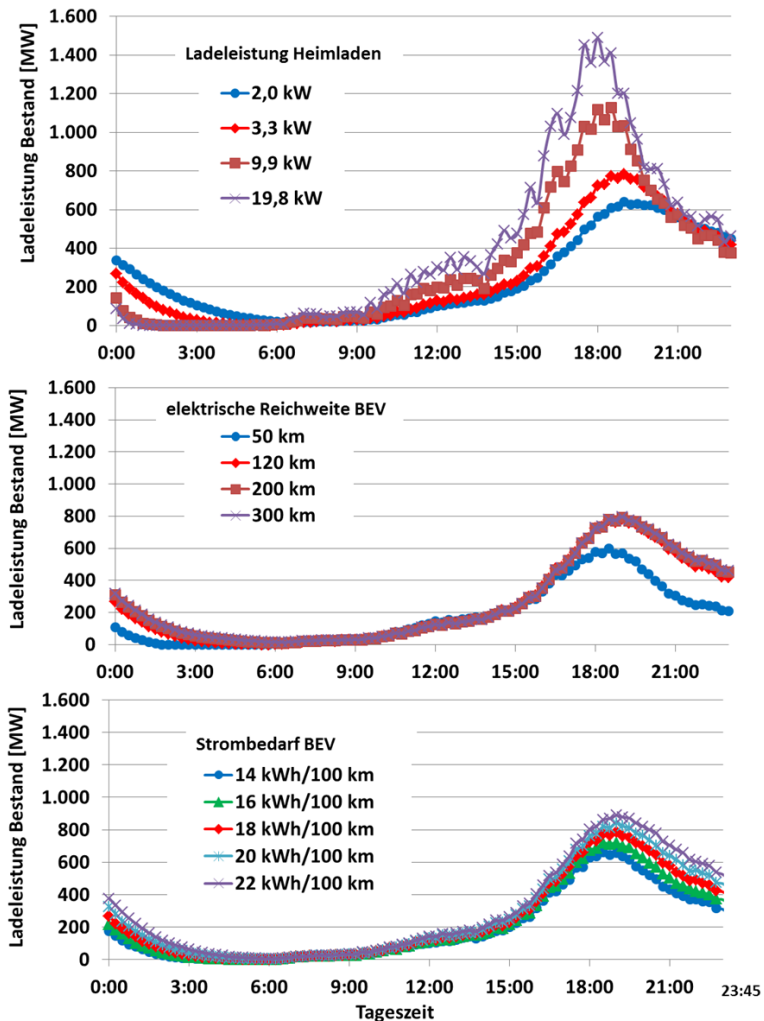 Ladeleistung Bestand [MW]
1.600
1.400
1.200
1.000
800
600
400
200
0
Ladeleistung Heimladen
2,0 kW
3,3 kW
9,9 kW
19,8 kW
0:00 3:00 6:00 9:00 12:00 15:00 18:00 21:00
Ladeleistung Bestand [MW]
1.600
1.400
1.200
1.000
800
600
400
200
0
elektrische Reichweite BEV
50 km
120 km
200 km
300 km
0:00 3:00 6:00 9:00 12:00 15:00 18:00 21:00
Ladeleistung Bestand [MW]
1.600
1.400
1.200
1.000
800
600
400
200
0
Strombedarf BEV
14 kWh/100 km
16 kWh/100 km
18 kWh/100 km
20 kWh/100 km
22 kWh/100 km
0:00 3:00 6:00 9:00 12:00 15:00 18:00 21:00 23:45
Tageszeit